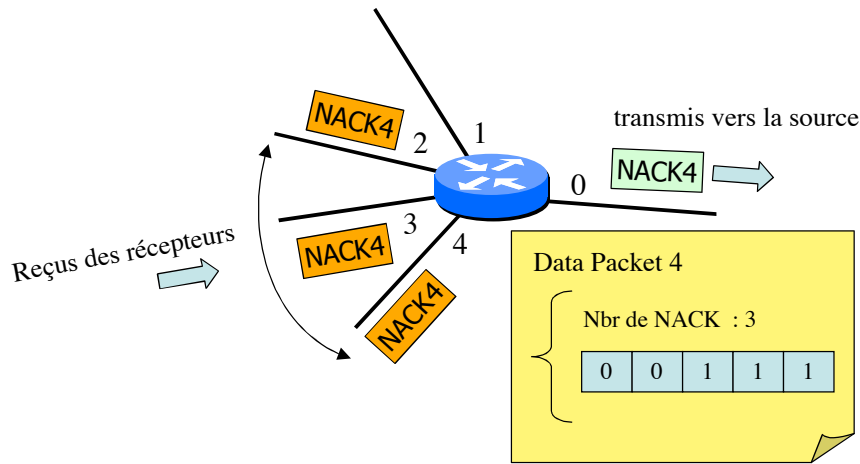 NACK4
2
1
transmis vers la source
NACK4
0
Reçus des récepteurs
NACK4
3
4
NACK4
Data Packet 4
Nbr de NACK : 3
0 0 1 1 1